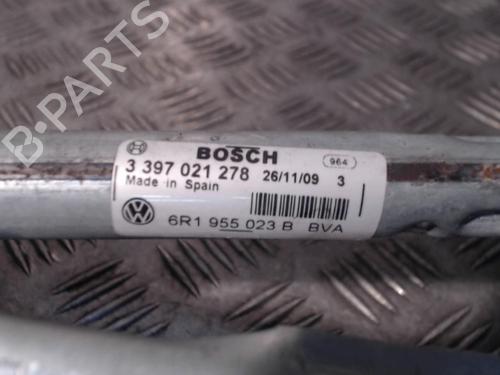 BOSCH
964
3 397 021 278 26/11/09 3
Made in Spain
6R1 955 023 B BVA
B-PARTS